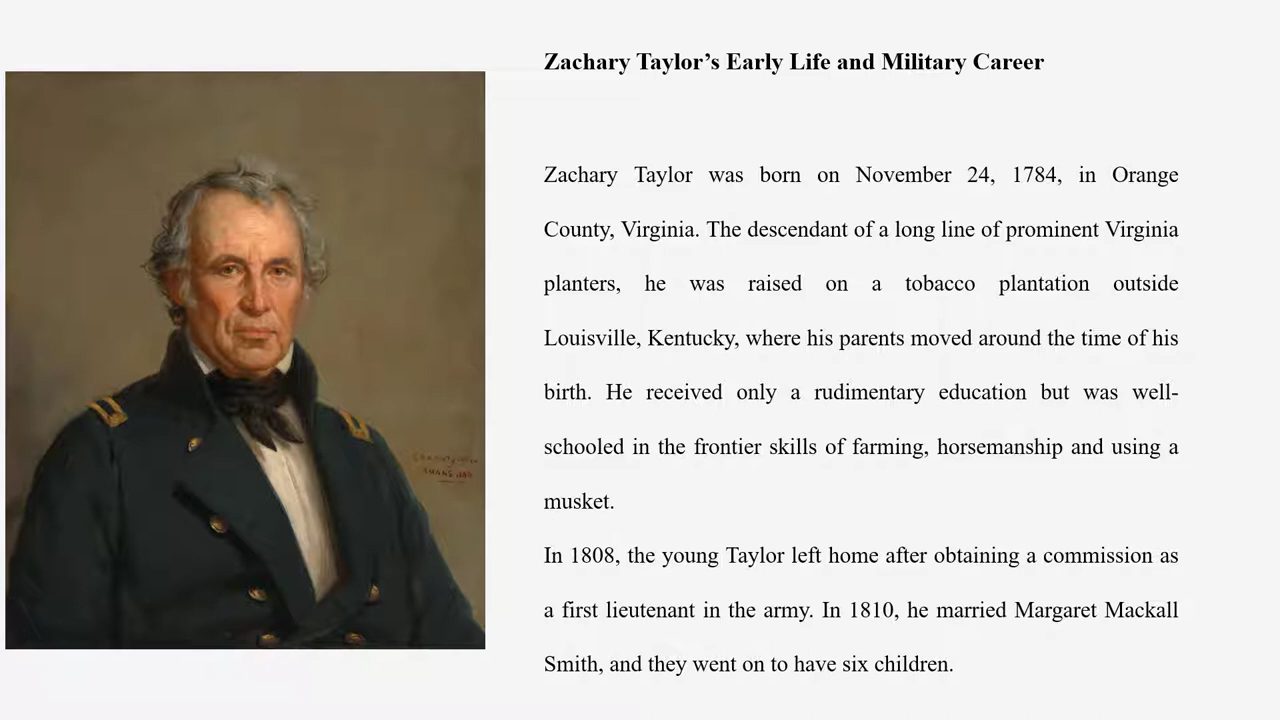 Zachary Taylor’s Early Life and Military Career
Zachary Taylor was born on November 24, 1784, in Orange
County, Virginia. The descendant of a long line of prominent Virginia
planters, he was raised on a tobacco plantation outside
Louisville, Kentucky, where his parents moved around the time of his
birth. He received only a rudimentary education but was well-
schooled in the frontier skills of farming, horsemanship and using a
musket.
In 1808, the young Taylor left home after obtaining a commission as
a first lieutenant in the army. In 1810, he married Margaret Mackall
Smith, and they went on to have six children.